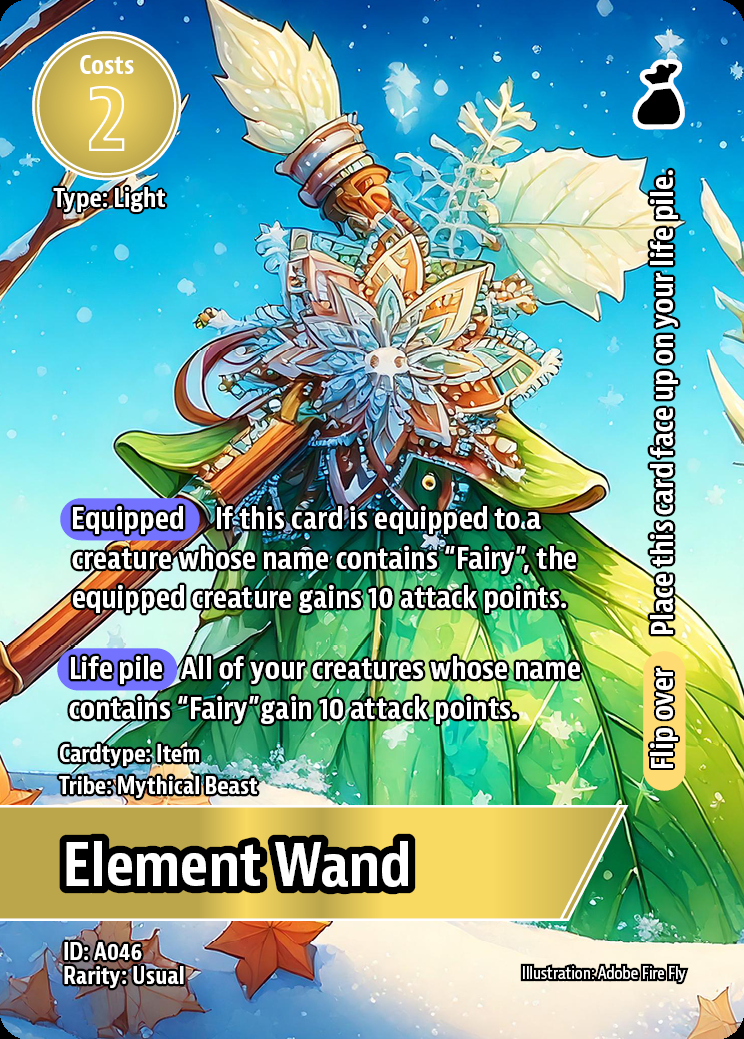 Costs
2
Type: Light
Equipped If this card is equipped to a
creature whose name contains “Fairy”, the
equipped creature gains 10 attack points.
Life pile All of your creatures whose name
contains “Fairy”gain 10 attack points.
Cardtype: Item
Tribe: Mythical Beast
Flip over Place this card face up on your life pile.
Element Wand
ID: A046
Rarity: Usual
Illustration: Adobe Fire Fly